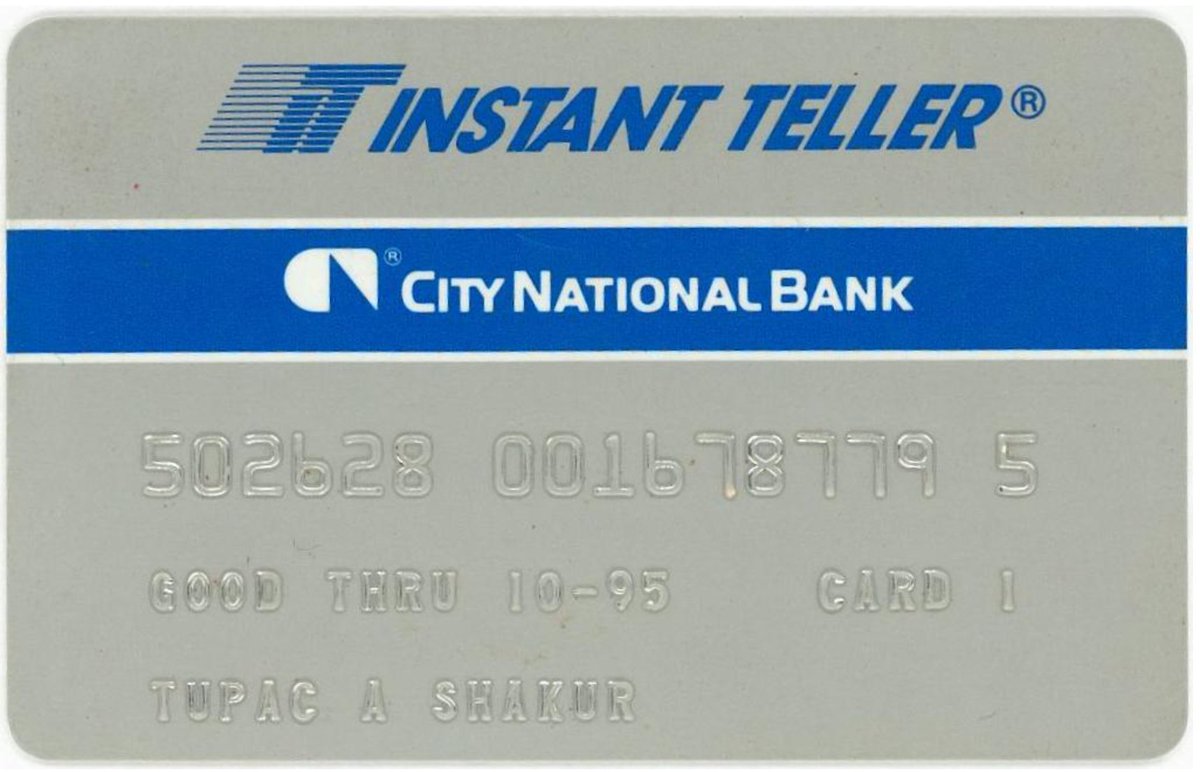 INSTANT TELLER®
® CITY NATIONAL BANK
502628 001678779 5
GOOD THRU 10-95 CARD 1
TUPAC A SHAKUR